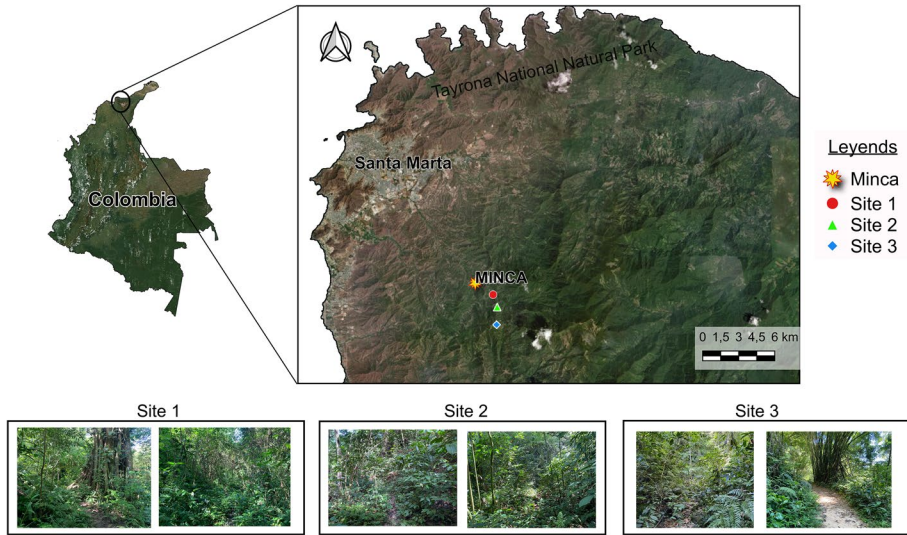 Tayrona National Natural Park
Santa Marta
Colombia
MINCA
Leyends
Minca
Site 1
Site 2
Site 3
0 1,5 3 4,5 6 km
Site 1
Site 2
Site 3